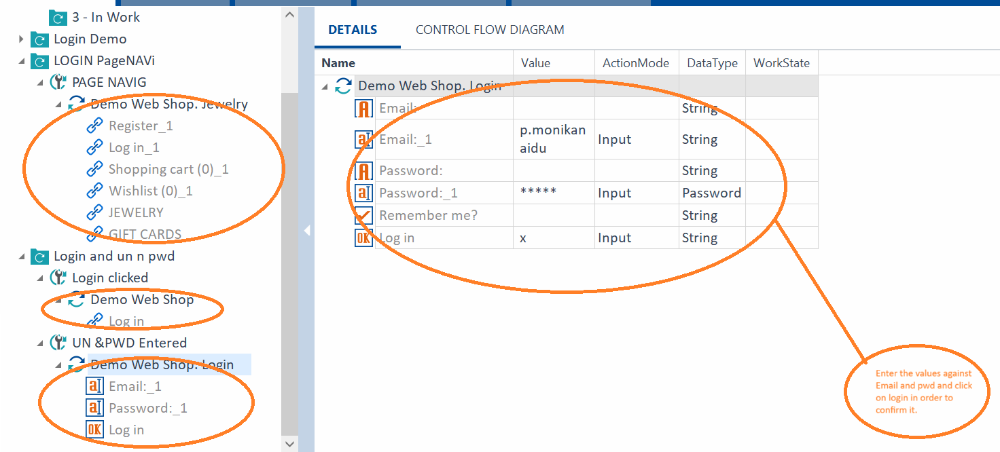 3 - In Work
Login Demo
LOGIN PageNAVi
PAGE NAVIG
Demo Web Shop. Jewelry
Register_1
Log in_1
Shopping cart (0)_1
Wishlist (0)_1
JEWELRY
GIFT CARDS
Login and un n pwd
Login clicked
Demo Web Shop
Log in
UN &PWD Entered
Demo Web Shop. Login
Email:_1
Password:_1
Log in
DETAILS CONTROL FLOW DIAGRAM
Name Value ActionMode DataType WorkState
Demo Web Shop. Login
Email: String
Email:_1 p.monikan Input String
aidu
Password: String
Password:_1 ***** Input Password
Remember me? String
Log in x Input String
Enter the values against
Email and pwd and click
on login in order to
confirm it.